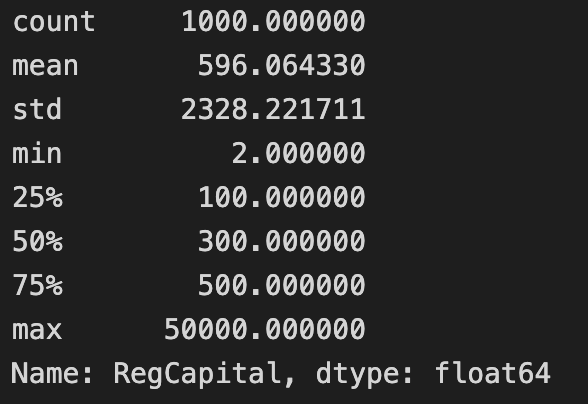 count     1000.000000
mean       596.064330
std       2328.221711
min          2.000000
25%        100.000000
50%        300.000000
75%        500.000000
max      50000.000000
Name: RegCapital, dtype: float64